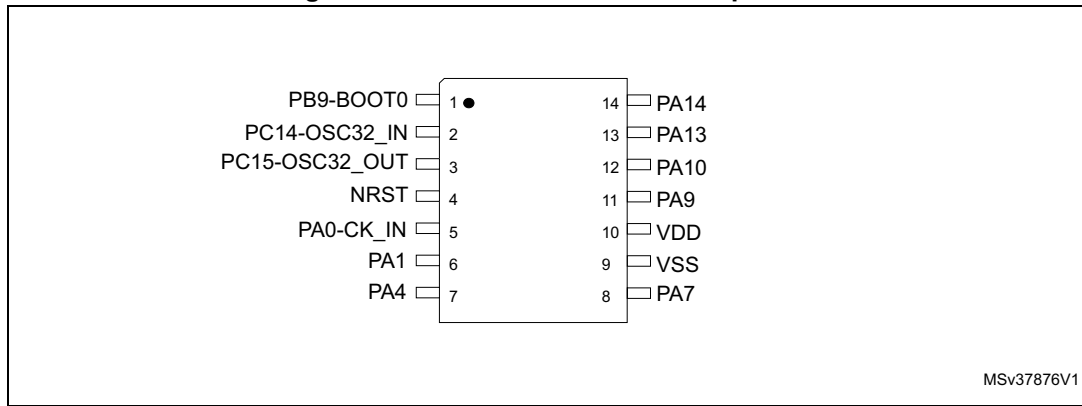 PB9-BOOT0 1 14 PA14
PC14-OSC32_IN 2 13 PA13
PC15-OSC32_OUT 3 12 PA10
NRST 4 11 PA9
PA0-CK_IN 5 10 VDD
PA1 6 9 VSS
PA4 7 8 PA7
MSv37876V1